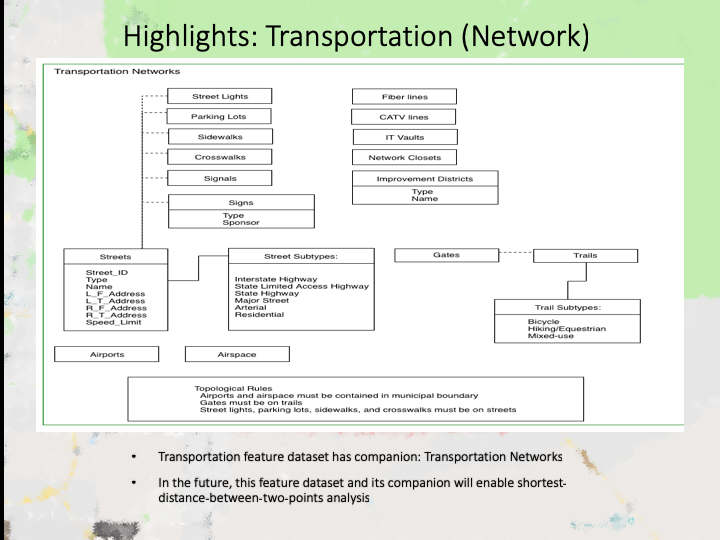 Highlights: Transportation (Network)
Transportation Networks
Street Lights
Parking Lots
Sidewalks
Crosswalks
Signals
Signs
Type
Sponsor
Fiber lines
CATV lines
IT Vaults
Network Closets
Improvement Districts
Type
Name
Streets
Street_ID
Type
Name
L_F_Address
L_T_Address
R_F_Address
R_T_Address
Speed_Limit
Street Subtypes:
Interstate Highway
State Limited Access Highway
State Highway
Major Street
Arterial
Residential
Gates
Trails
Trail Subtypes:
Bicycle
Hiking/Equestrian
Mixed-use
Airports
Airspace
Topological Rules
Airports and airspace must be contained in municipal boundary
Gates must be on trails
Street lights, parking lots, sidewalks, and crosswalks must be on streets
• Transportation feature dataset has companion: Transportation Networks
• In the future, this feature dataset and its companion will enable shortest-
distance-between-two-points analysis